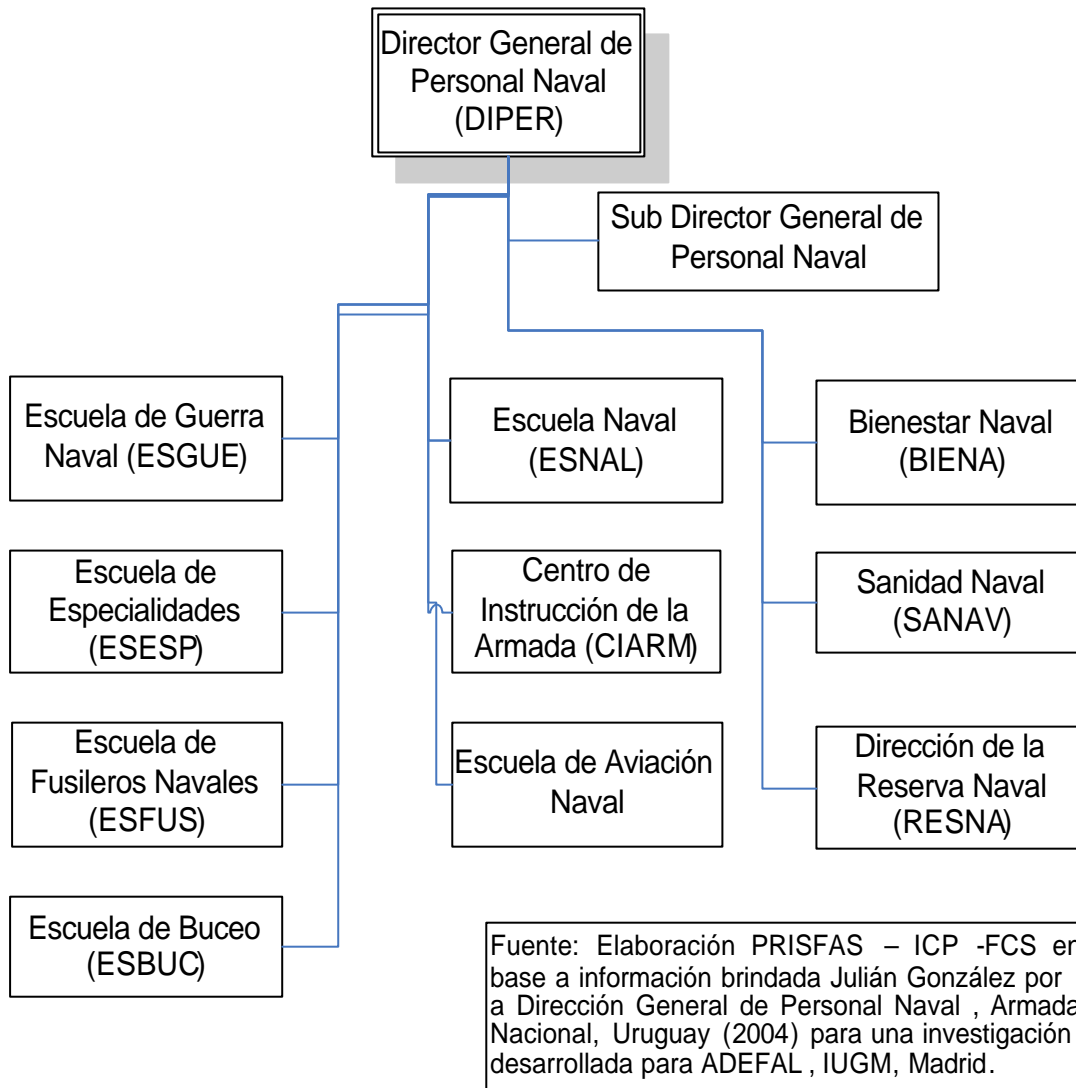 Director General de
Personal Naval
(DIPER)
Sub Director General de
Personal Naval
Escuela de Guerra
Naval (ESGUE)
Escuela Naval
(ESNAL)
Bienestar Naval
(BIENA)
Escuela de
Especialidades
(ESESP)
Centro de
Instrucción de la
Armada (CIARM)
Sanidad Naval
(SANAV)
Escuela de
Fusileros Navales
(ESFUS)
Escuela de Aviación
Naval
Dirección de la
Reserva Naval
(RESNA)
Escuela de Buceo
(ESBUC)
Fuente: Elaboración PRISFAS – ICP -FCS en
base a información brindada Julián González por
a Dirección General de Personal Naval , Armada
Nacional, Uruguay (2004) para una investigación
desarrollada para ADEFAL , IUGM, Madrid.